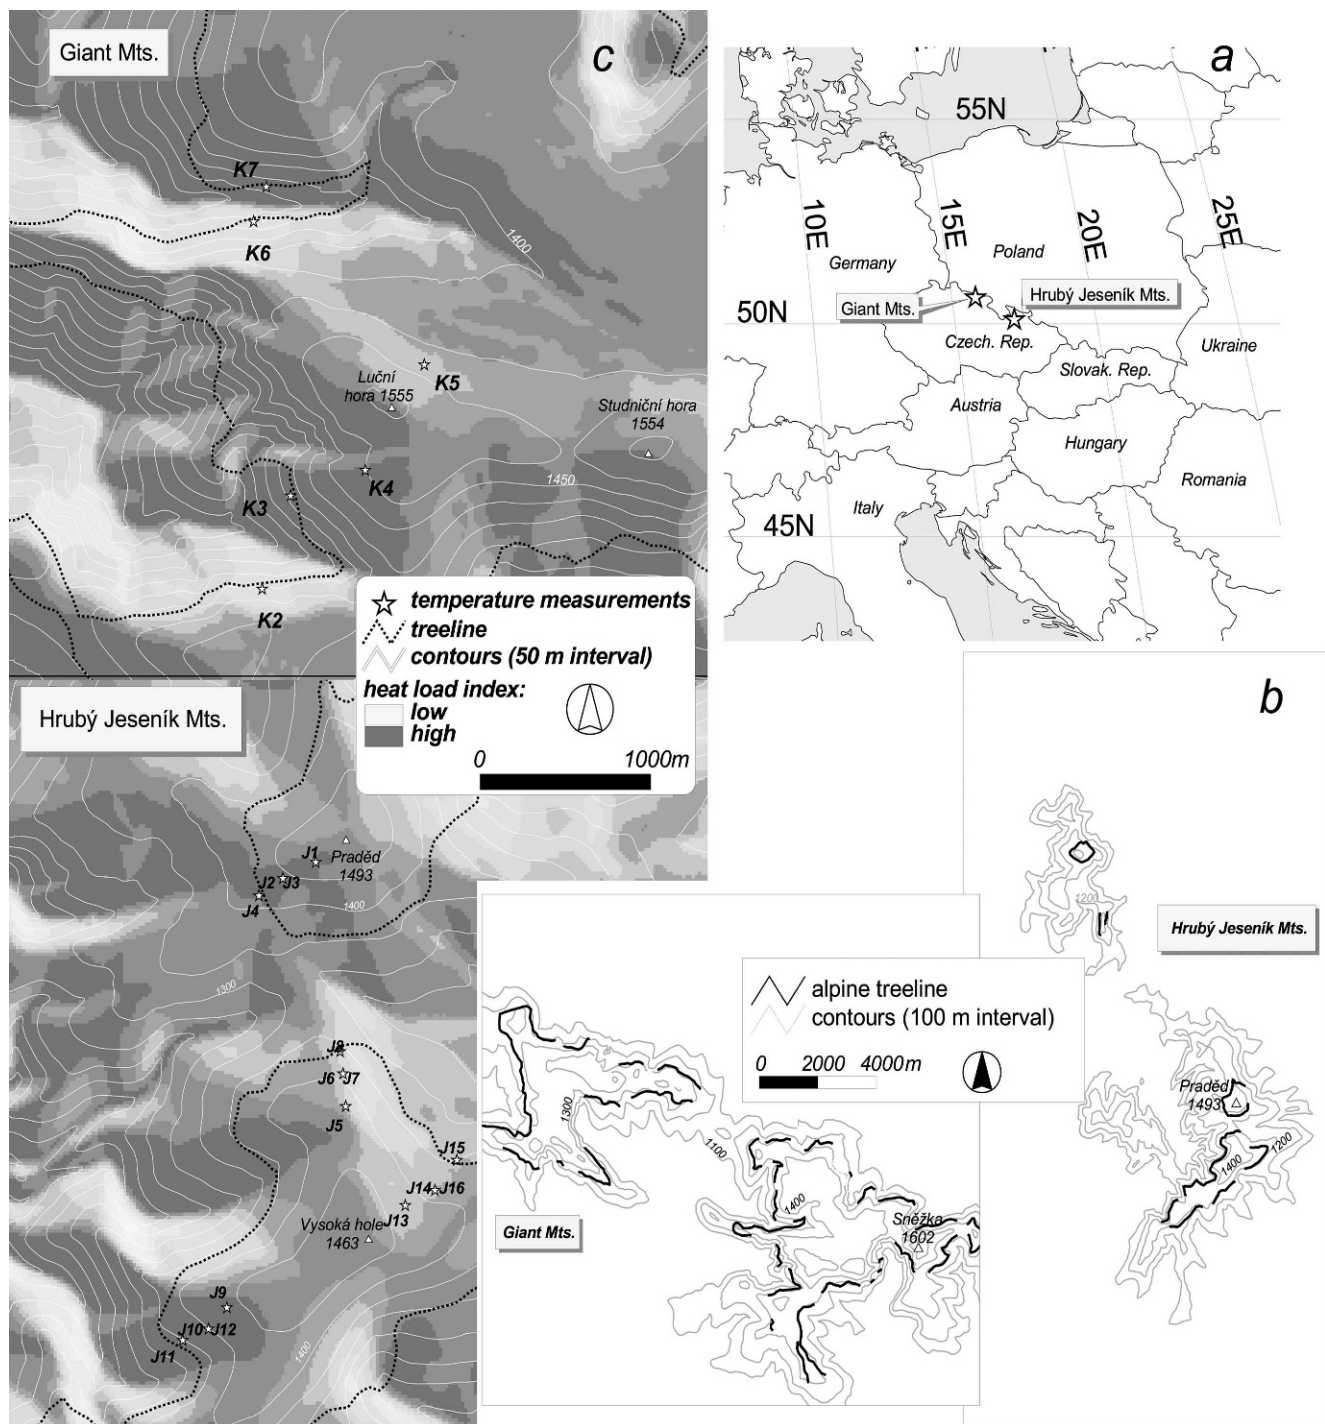 Giant Mts.
c
K7
K6
1400
K5
Luční
hora 1555
Studniční hora
1554
K4
K3
1450
K2
temperature measurements
treeline
contours (50 m interval)
heat load index:
low
high
0 1000m
Hrubý Jeseník Mts.
J1
Praděd
1493
J2 J3
J4
1400
1300
J8
J6 J7
J5
J15
J14 J16
J13
Vysoká hole
1463
J9
J10 J12
J11
1400
a
55N
10E
15E
20E
25E
Germany
Poland
Giant Mts.
Hrubý Jeseník Mts.
50N
Czech. Rep.
Ukraine
Slovak. Rep.
Austria
Hungary
Romania
Italy
45N
b
1200
Hrubý Jeseník Mts.
alpine treeline
contours (100 m interval)
0 2000 4000m
Praděd
1493
1400
1200
1300
1100
1400
Giant Mts.
Sněžka
1602